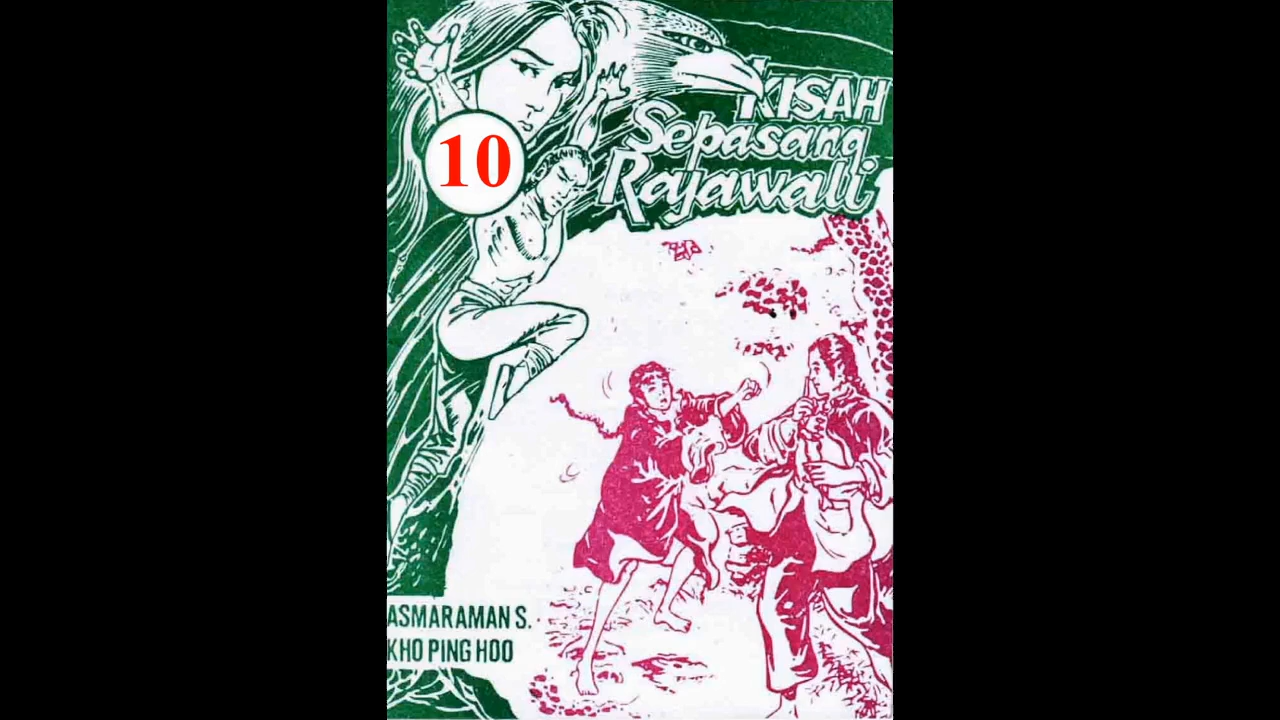 10
KISAH
Sepasang
Rajawali
ASMARAMAN S.
KHO PING HOO